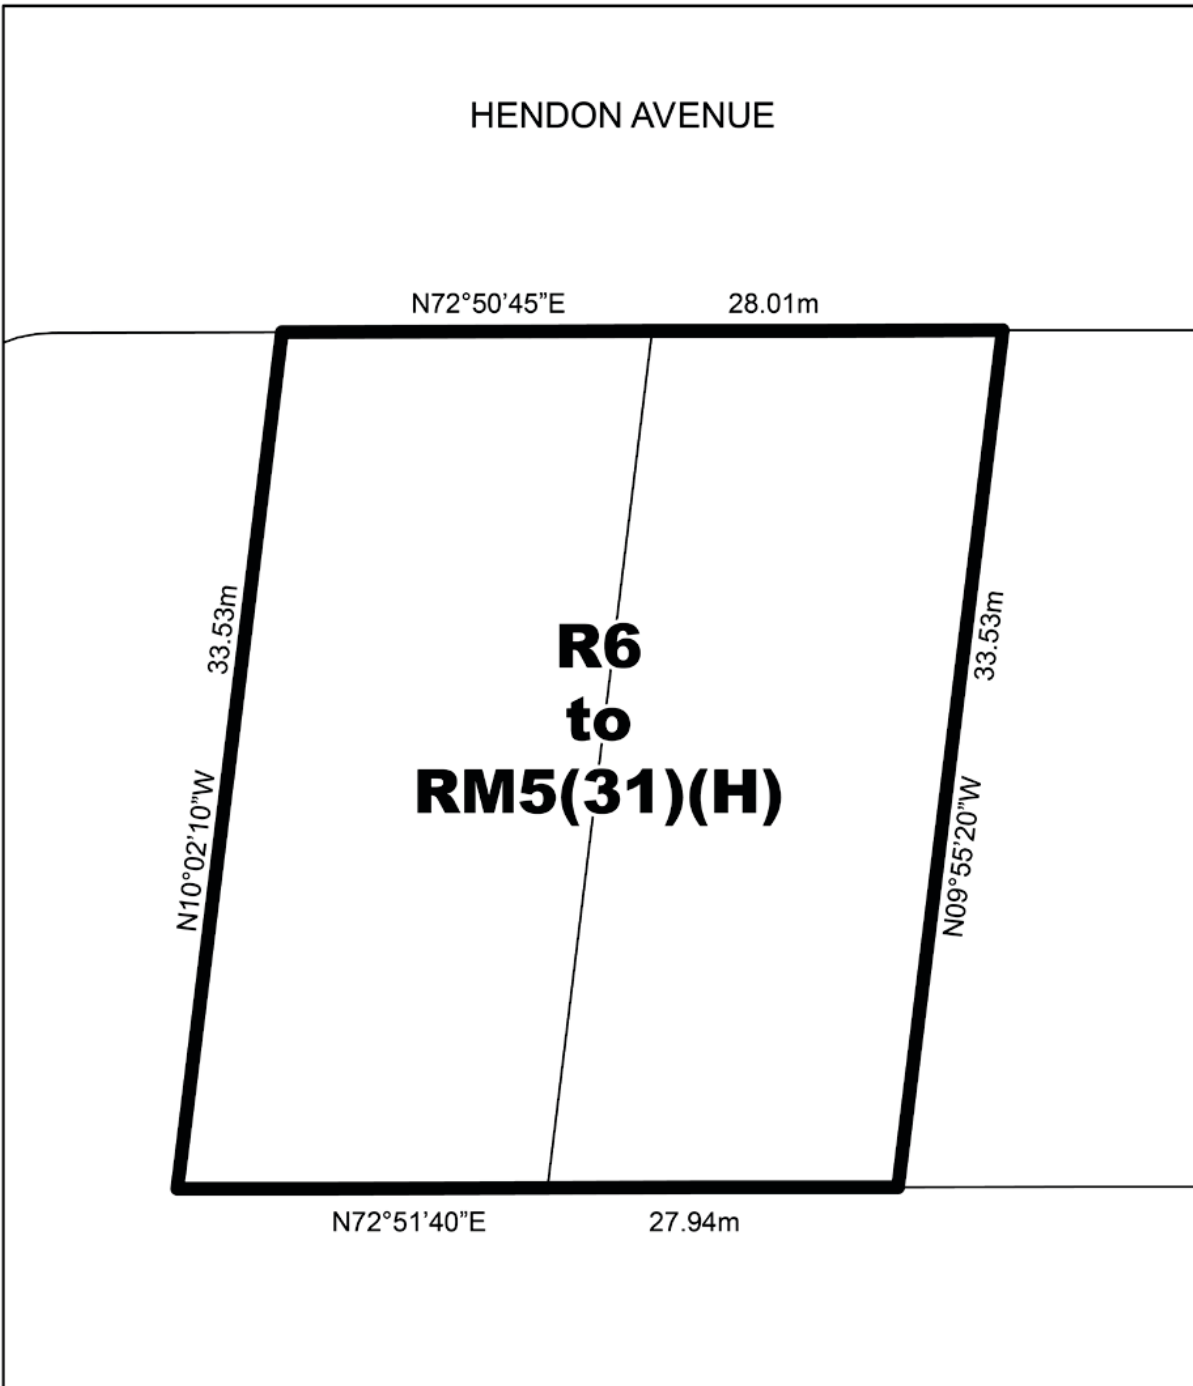 HENDON AVENUE
N72°50’45”E 28.01m
33.53m
33.53m
R6
to
RM5(31)(H)
N10°02’10”W
N09°55’20”W
N72°51’40”E 27.94m